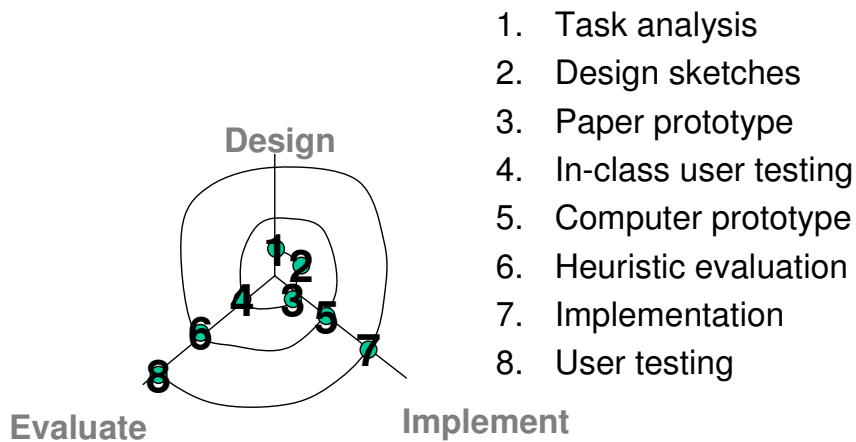 1. Task analysis
2. Design sketches
3. Paper prototype
4. In-class user testing
5. Computer prototype
6. Heuristic evaluation
7. Implementation
8. User testing
Design
1
2
4
3
5
6
7
8
Evaluate
Implement